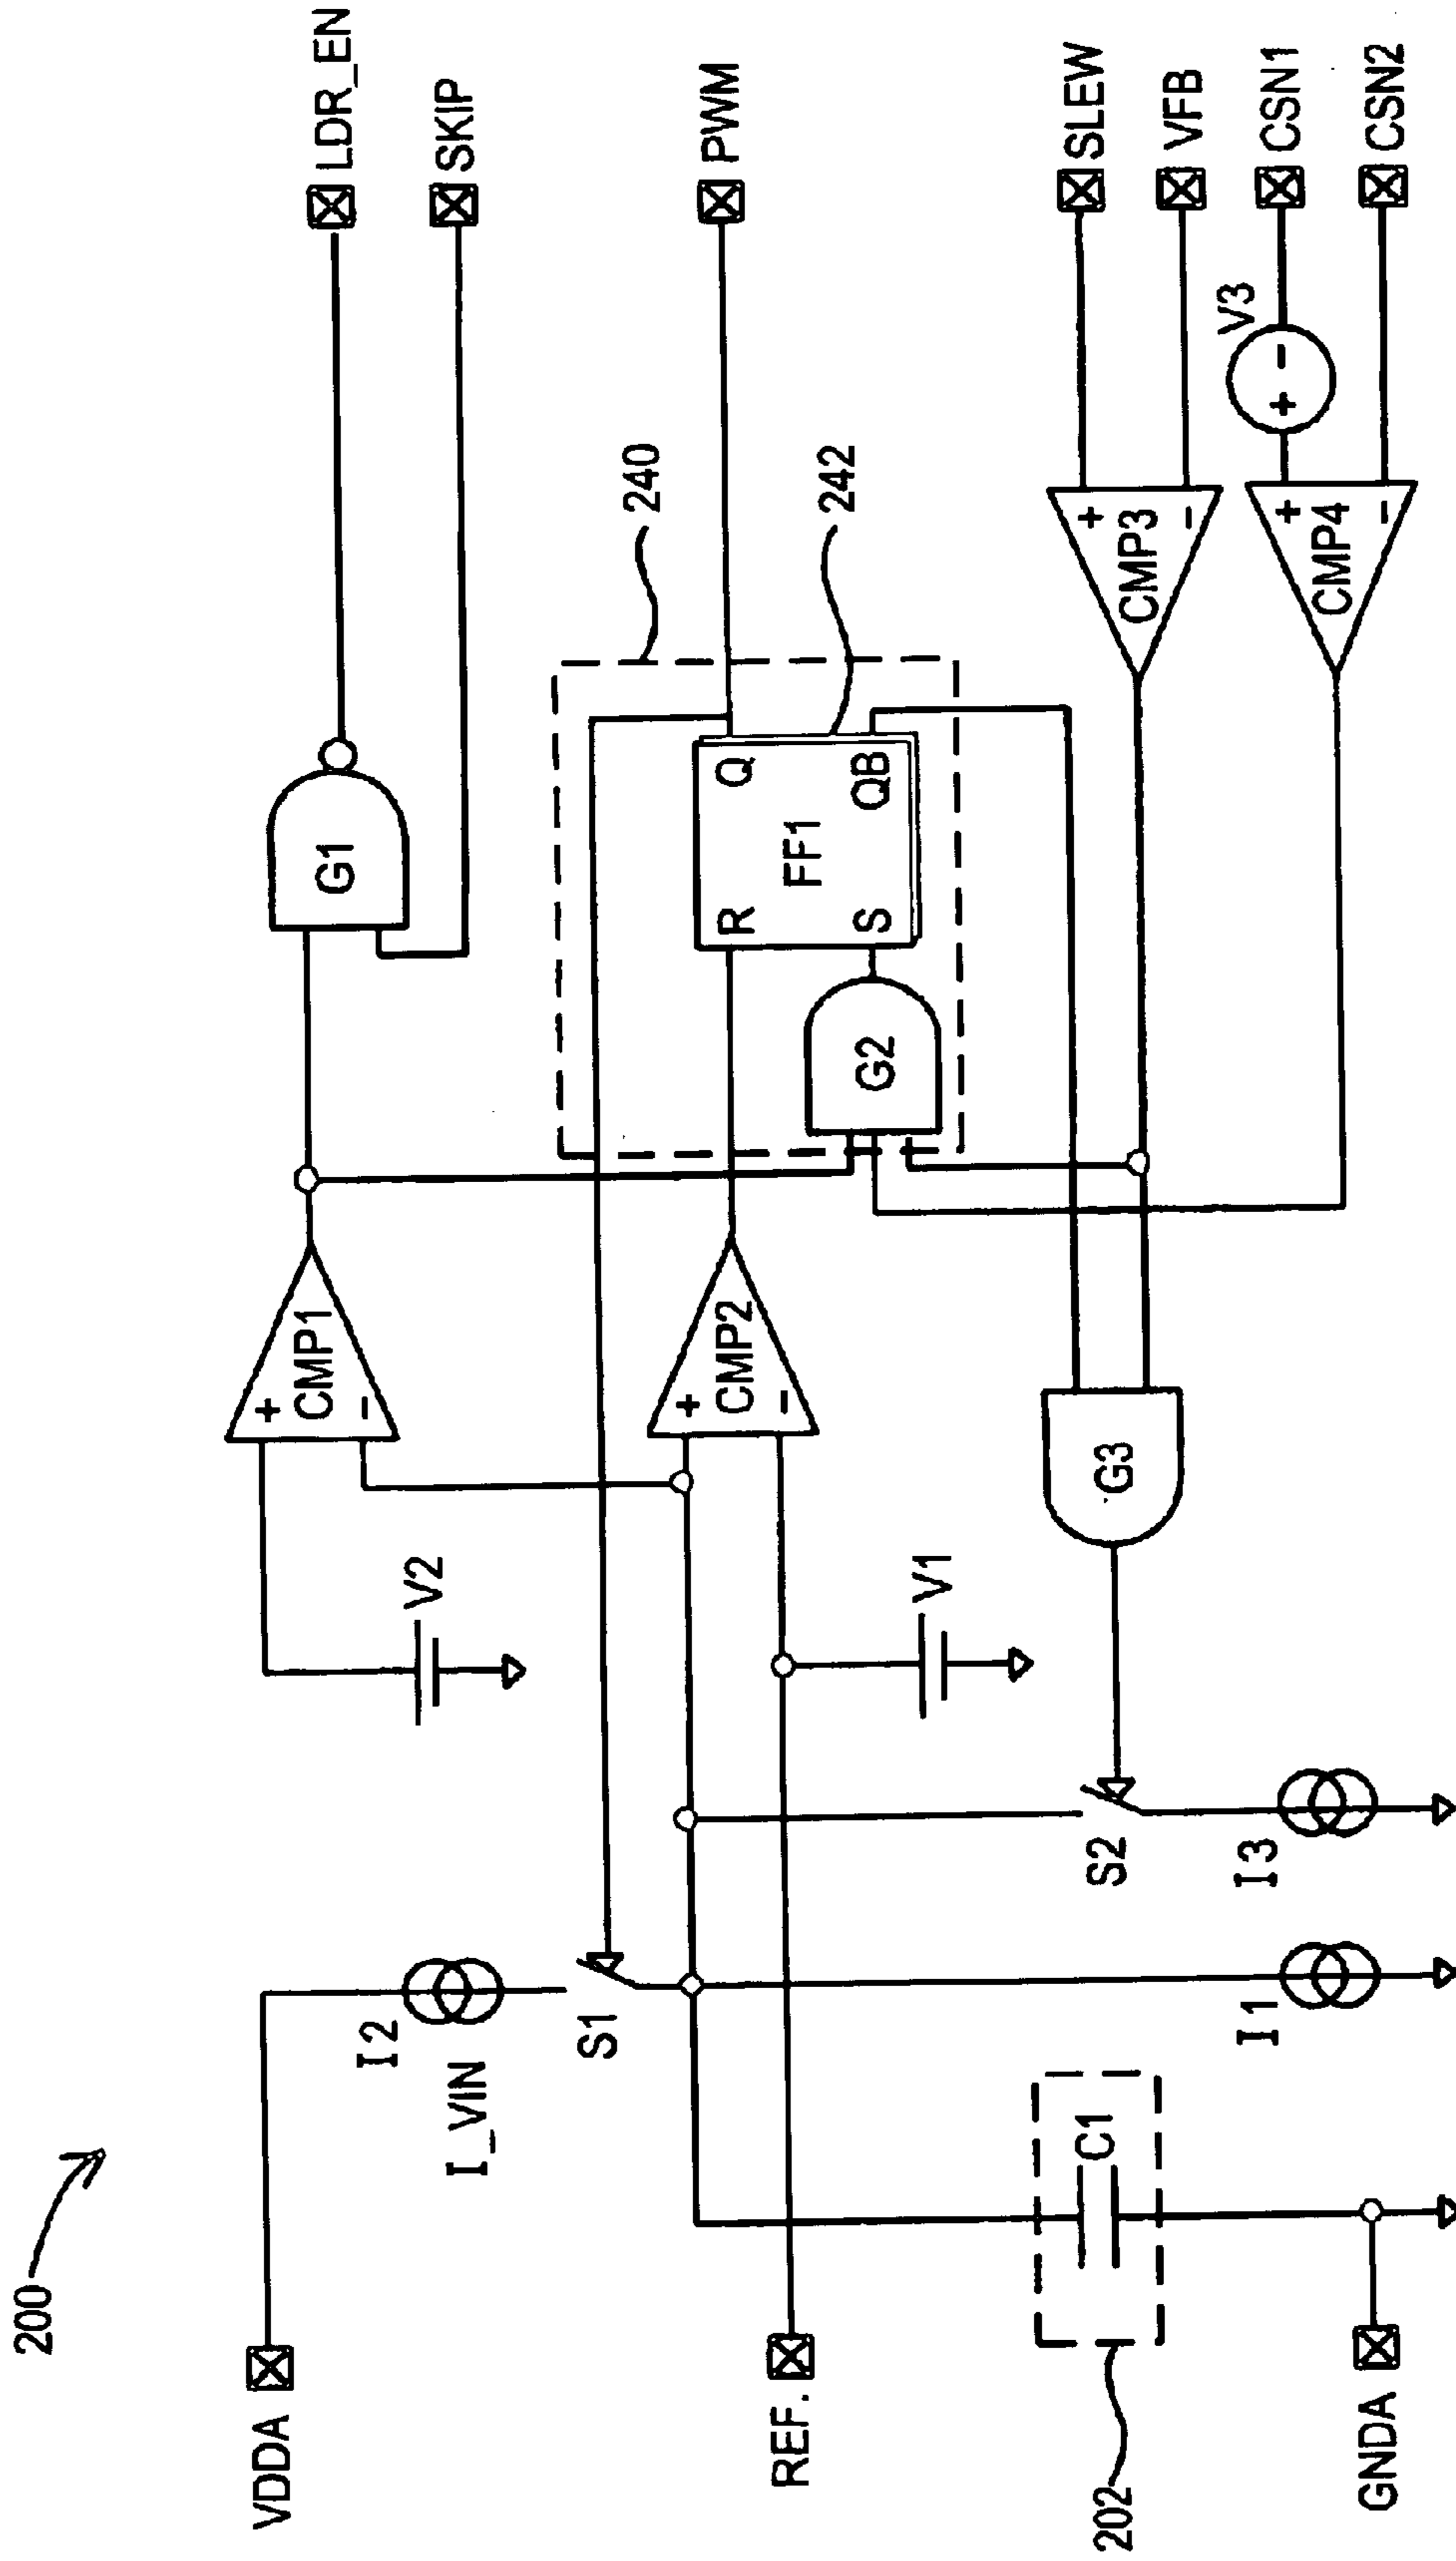 200
VDDA
I2
I_VIN
S1
V2
+
-
CMP1
G1
LDR_EN
SKIP
REF.
V1
+
-
CMP2
240
R
Q
FF1
S
QB
G2
242
PWM
202
C1
I1
S2
I3
G3
SLEW
VFB
+
-
CMP3
V3
+ -
CSN1
CSN2
+
-
CMP4
GNDA